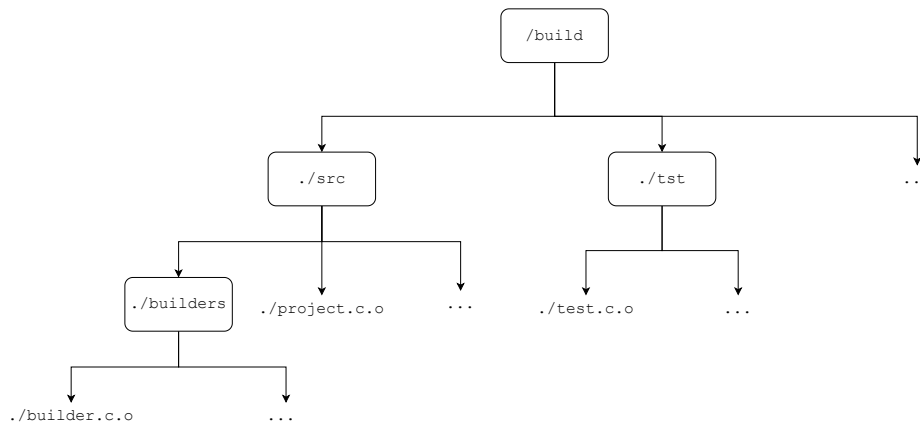 /build
./src
./tst
..
./builders
./project.c.o
...
./test.c.o
...
./builder.c.o
...